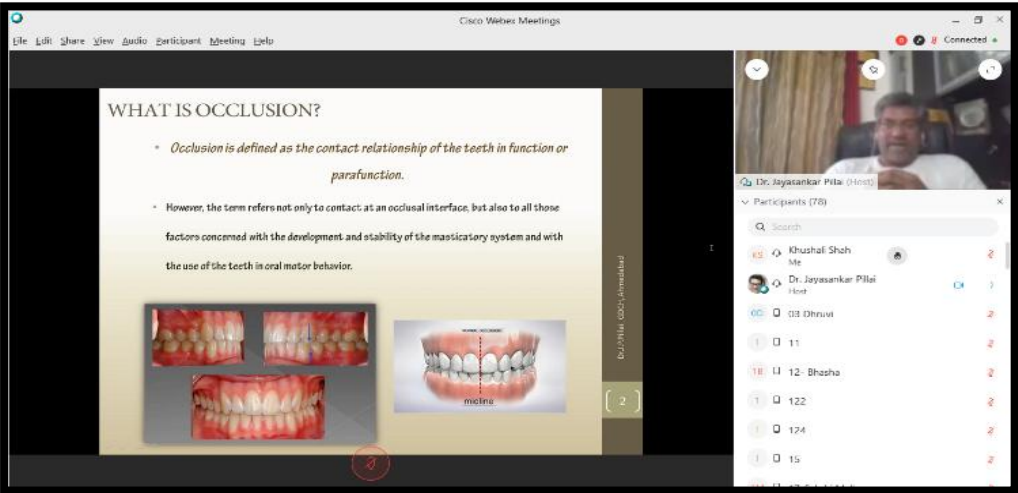 Cisco Webex Meetings
File Edit Share View Audio Participant Meeting Help
Connected
WHAT IS OCCLUSION?
Occlusion is defined as the contact relationship of the teeth in function or
parafunction.
However, the term refers not only to contact at an occlusal interface, but also to all those
factors concerned with the development and stability of the masticatory system and with
the use of the teeth in oral motor behavior.
midline
2
Dr. Jayasankar Pillai (Host)
Participants (78)
Search
KS
Khushali Shah
Me
Dr. Jayasankar Pillai
Host
03 Dhruvi
11
1B
12- Bhasha
1
122
124
15